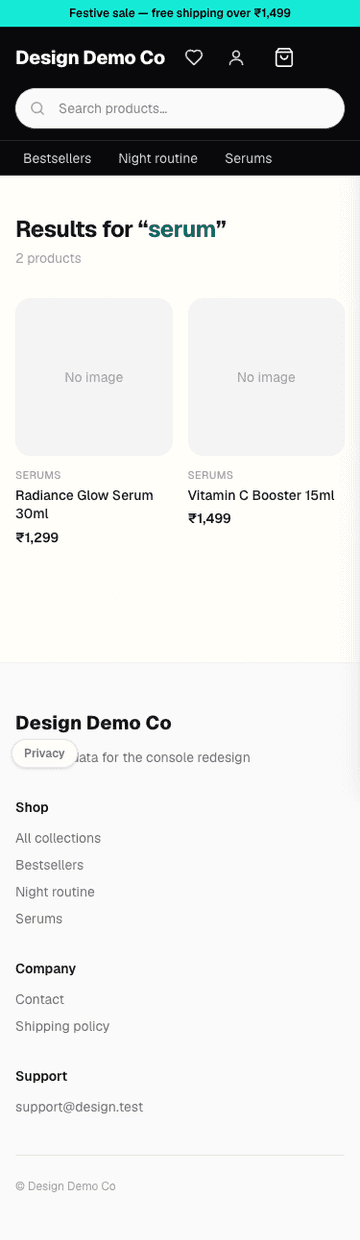 Festive sale — free shipping over ₹1,499
Design Demo Co
Search products…
Bestsellers Night routine Serums
Results for “serum”
2 products
No image No image
SERUMS SERUMS
Radiance Glow Serum 30ml
₹1,299
Vitamin C Booster 15ml
₹1,499
Design Demo Co
Privacy
for the console redesign
Shop
All collections
Bestsellers
Night routine
Serums
Company
Contact
Shipping policy
Support
support@design.test
© Design Demo Co